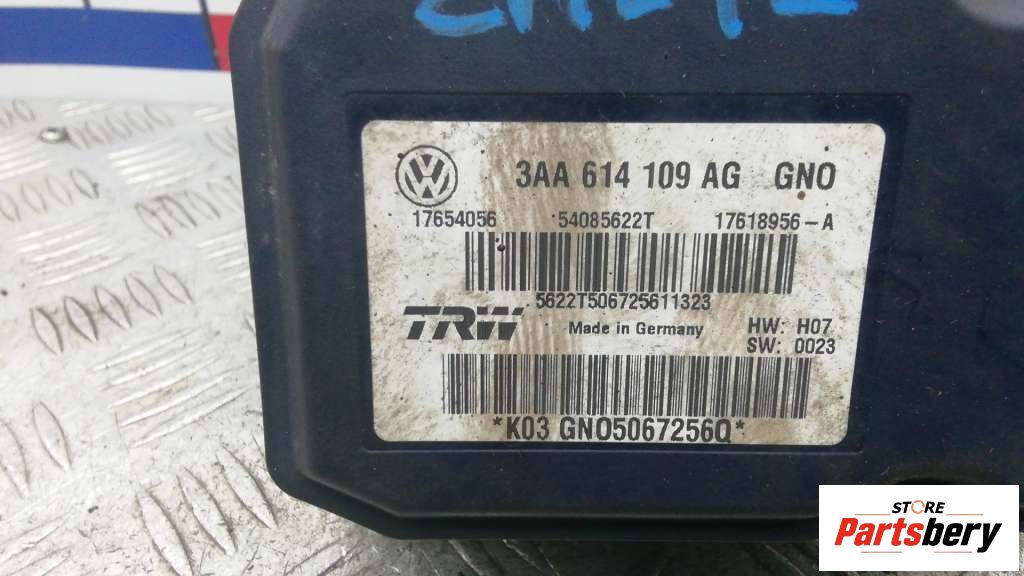 3AA 614 109 AG GNO
17654056 54085622T 17618956-A
5622T506725611323
TRW Made in Germany HW: H07
SW: 0023
*K03 GNO5067256Q*
STORE
Partsbery